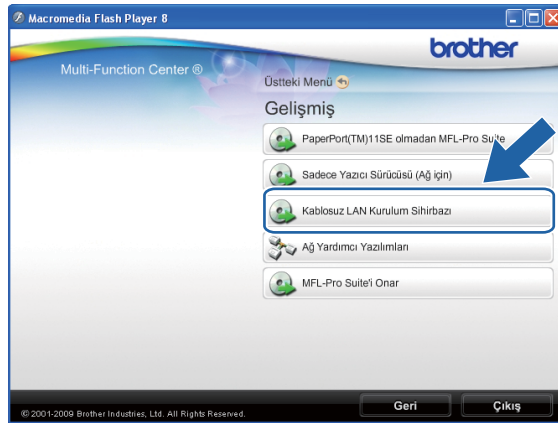 Macromedia Flash Player 8
brother
Multi-Function Center ®
Üstteki Menü
Gelişmiş
PaperPort(TM)11SE olmadan MFL-Pro Suite
Sadece Yazıcı Sürücüsü (Ağ için)
Kablosuz LAN Kurulum Sihirbazı
Ağ Yardımcı Yazılımları
MFL-Pro Suite'i Onar
© 2001-2009 Brother Industries, Ltd. All Rights Reserved.
Geri
Çıkış